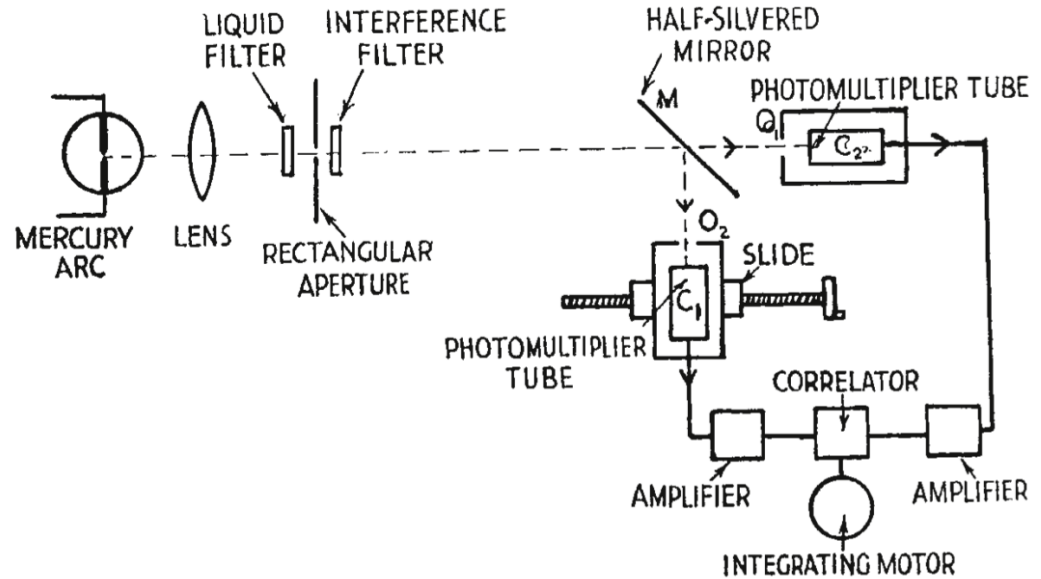 LIQUID
FILTER
INTERFERENCE
FILTER
HALF-SILVERED
MIRROR
M
PHOTOMULTIPLIER TUBE
O₁
C₂
MERCURY
ARC
LENS
RECTANGULAR
APERTURE
O₂
SLIDE
C₁
PHOTOMULTIPLIER
TUBE
CORRELATOR
AMPLIFIER
AMPLIFIER
INTEGRATING MOTOR